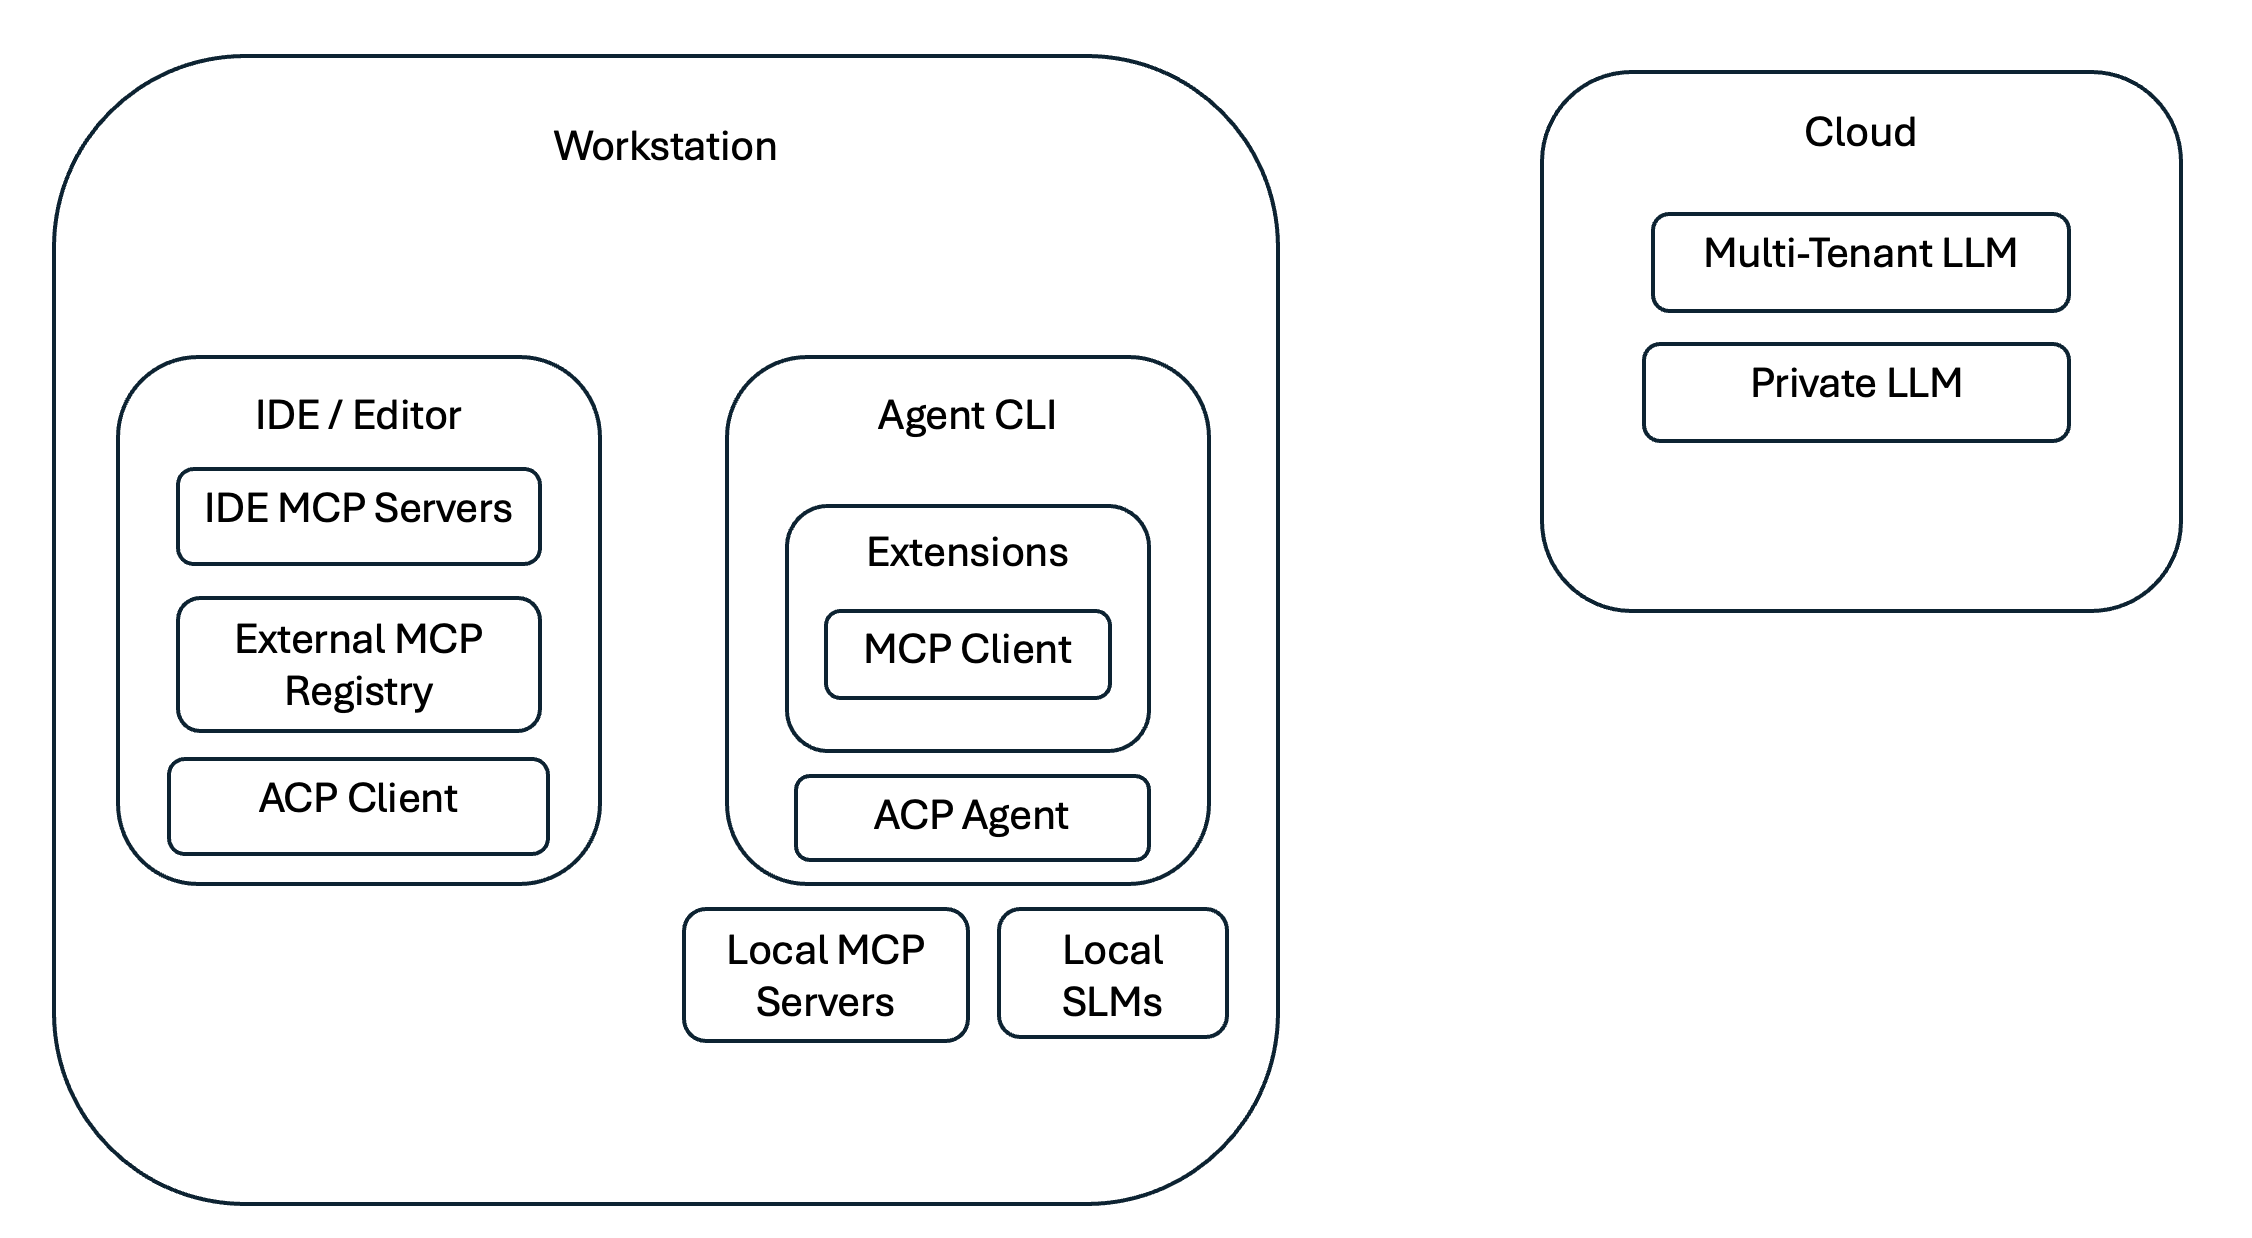 Workstation
IDE / Editor
IDE MCP Servers
External MCP
Registry
ACP Client
Agent CLI
Extensions
MCP Client
ACP Agent
Local MCP
Servers
Local
SLMs
Cloud
Multi-Tenant LLM
Private LLM